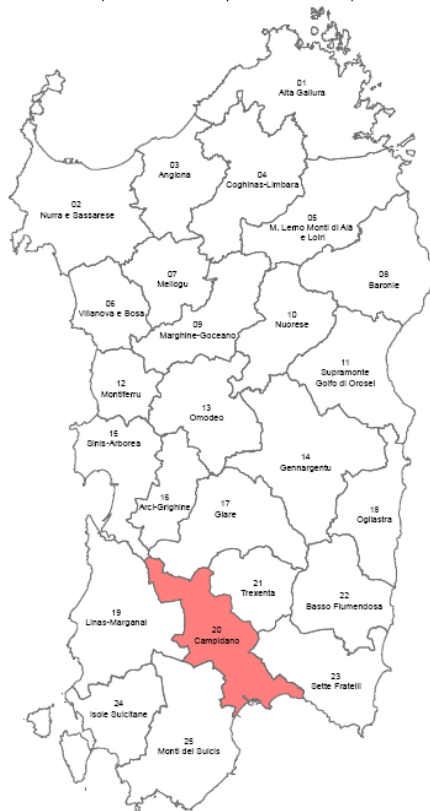 01
Alta Gallura
02
Nurra e Sassarese
03
Anglona
04
Coghinas-Limbara
05
M. Lerno Monti di Alà
e Loiri
06
Villanova e Bosa
07
Meilogu
08
Baronie
09
Marghine-Goceano
10
Nuorese
11
Supramonte
Golfo di Orosei
12
Montiferru
13
Omodeo
14
Gennargentu
15
Sinis-Arborea
16
Arci-Grighine
17
Giare
18
Ogliastra
19
Linas-Marganai
20
Campidano
21
Trexenta
22
Basso Flumendosa
23
Sette Fratelli
24
Isole Sulcitane
25
Monti del Sulcis